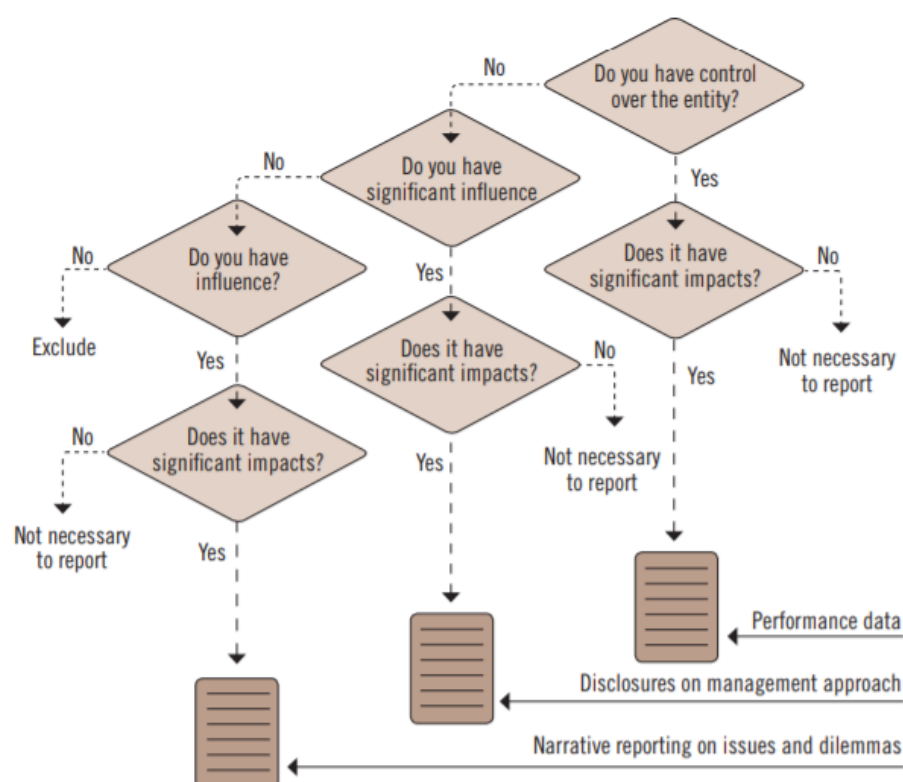 No
Do you have control
over the entity?
No
Do you have
significant influence
Yes
No
Do you have
influence?
Yes
Does it have
significant impacts?
No
Exclude
Yes
Does it have
significant impacts?
No
Not necessary
to report
Yes
No
Does it have
significant impacts?
Yes
Not necessary
to report
Not necessary
to report
Yes
Performance data
Disclosures on management approach
Narrative reporting on issues and dilemmas